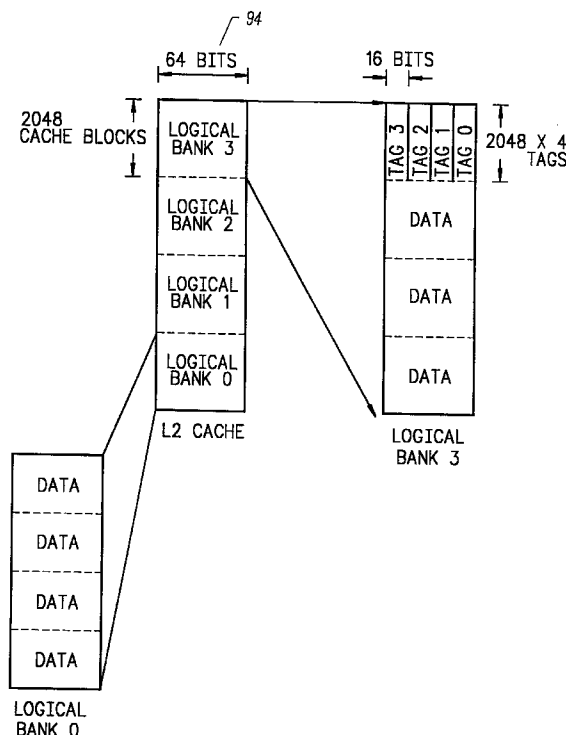 94
64 BITS
16 BITS
2048
CACHE BLOCKS
LOGICAL
BANK 3
LOGICAL
BANK 2
LOGICAL
BANK 1
LOGICAL
BANK 0
L2 CACHE
TAG 3
TAG 2
TAG 1
TAG 0
2048 X 4
TAGS
DATA
DATA
DATA
LOGICAL
BANK 3
DATA
DATA
DATA
DATA
LOGICAL
BANK 0